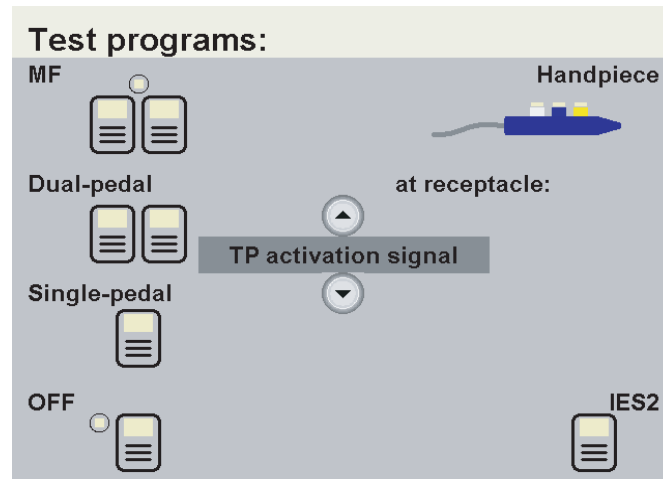 Test programs:
MF
Handpiece
Dual-pedal
at receptacle:
TP activation signal
Single-pedal
OFF
IES2